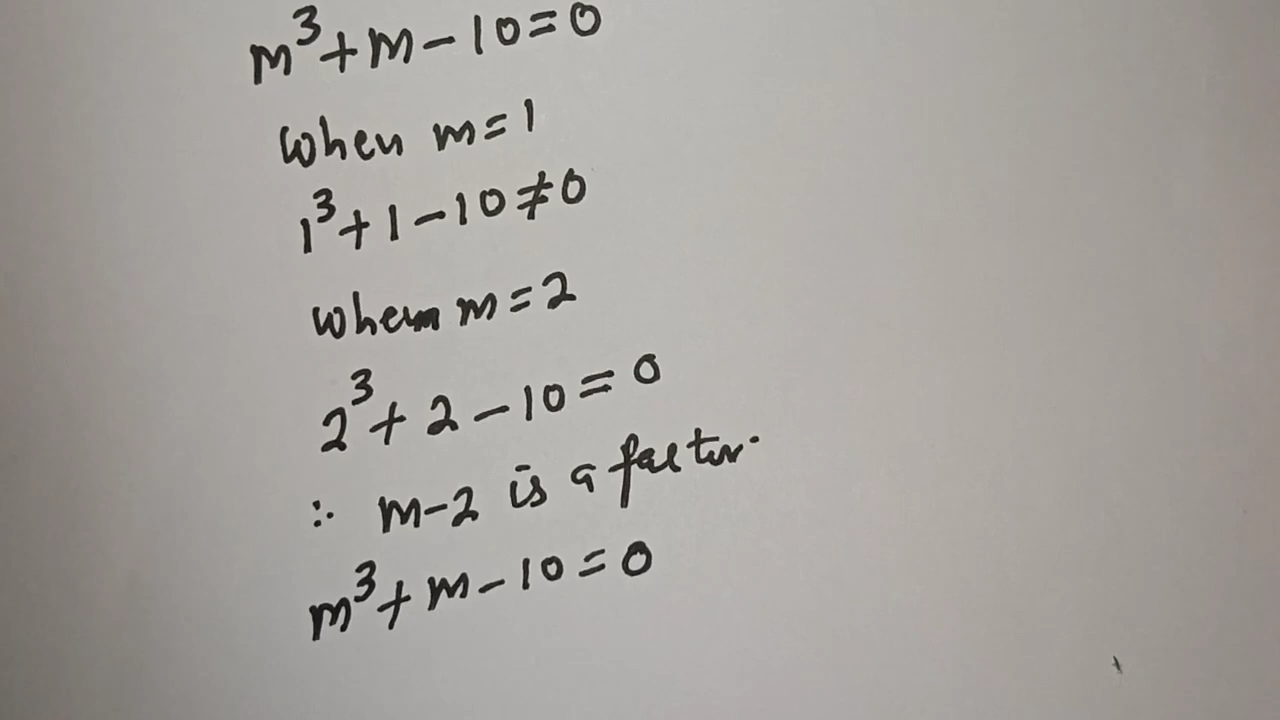 m³+m-10=0
when m=1
1³+1-10≠0
when m=2
2³+2-10=0
∴ m-2 is a factor.
m³+m-10=0